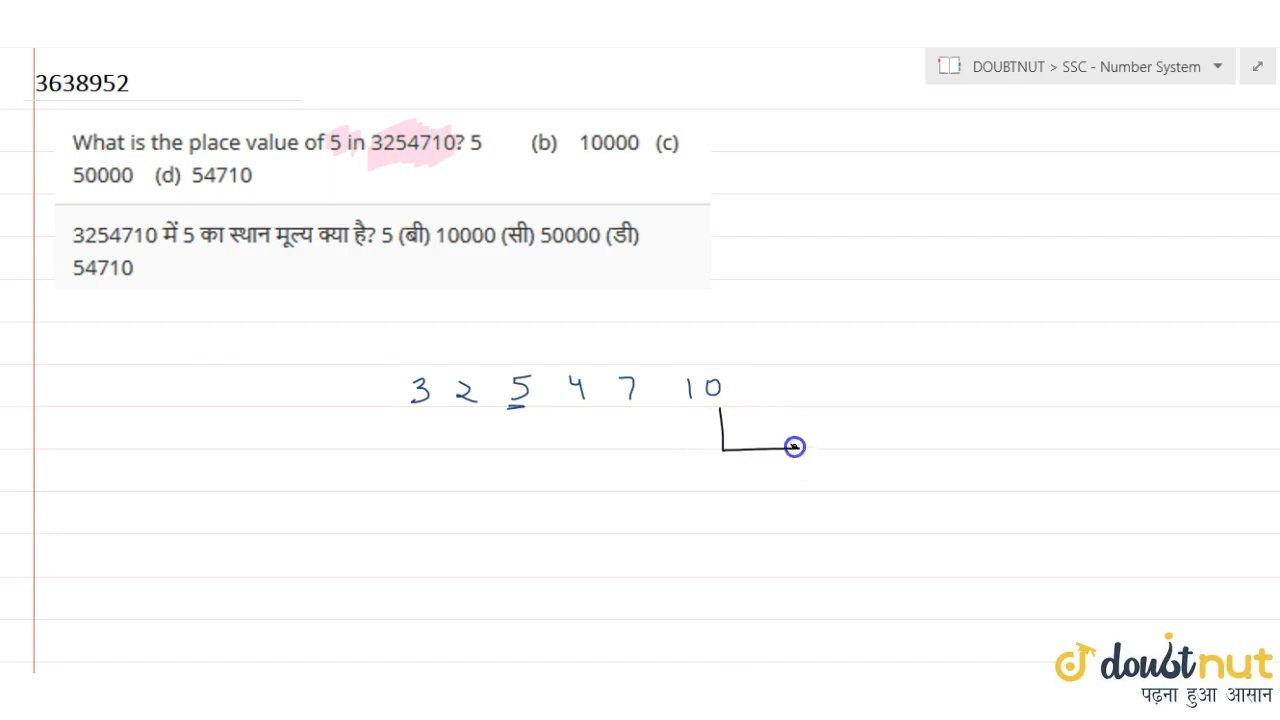 3638952
DOUBTNUT > SSC - Number System
What is the place value of 5 in 3254710? 5 (b) 10000 (c)
50000 (d) 54710
3254710 में 5 का स्थान मूल्य क्या है? 5 (बी) 10000 (सी) 50000 (डी)
54710
3 2 5 4 7 1 0
doubtnut
पढ़ना हुआ आसान